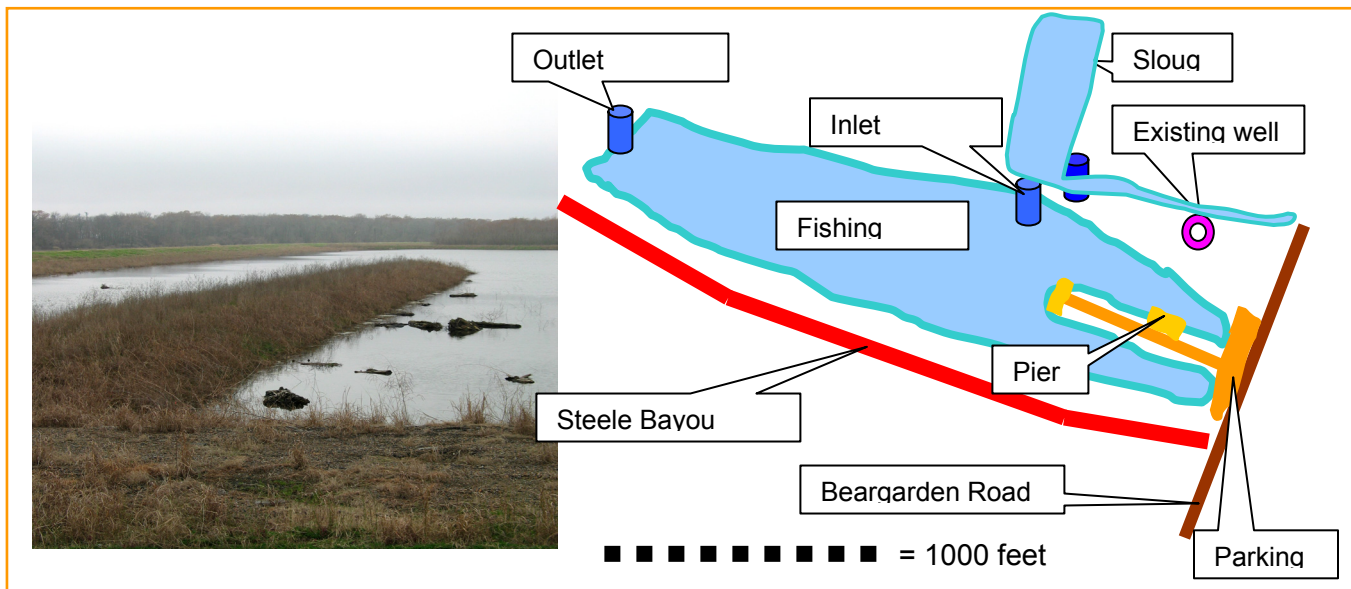 Outlet
Sloug
Inlet
Existing well
Fishing
Pier
Steele Bayou
Beargarden Road
Parking
= 1000 feet